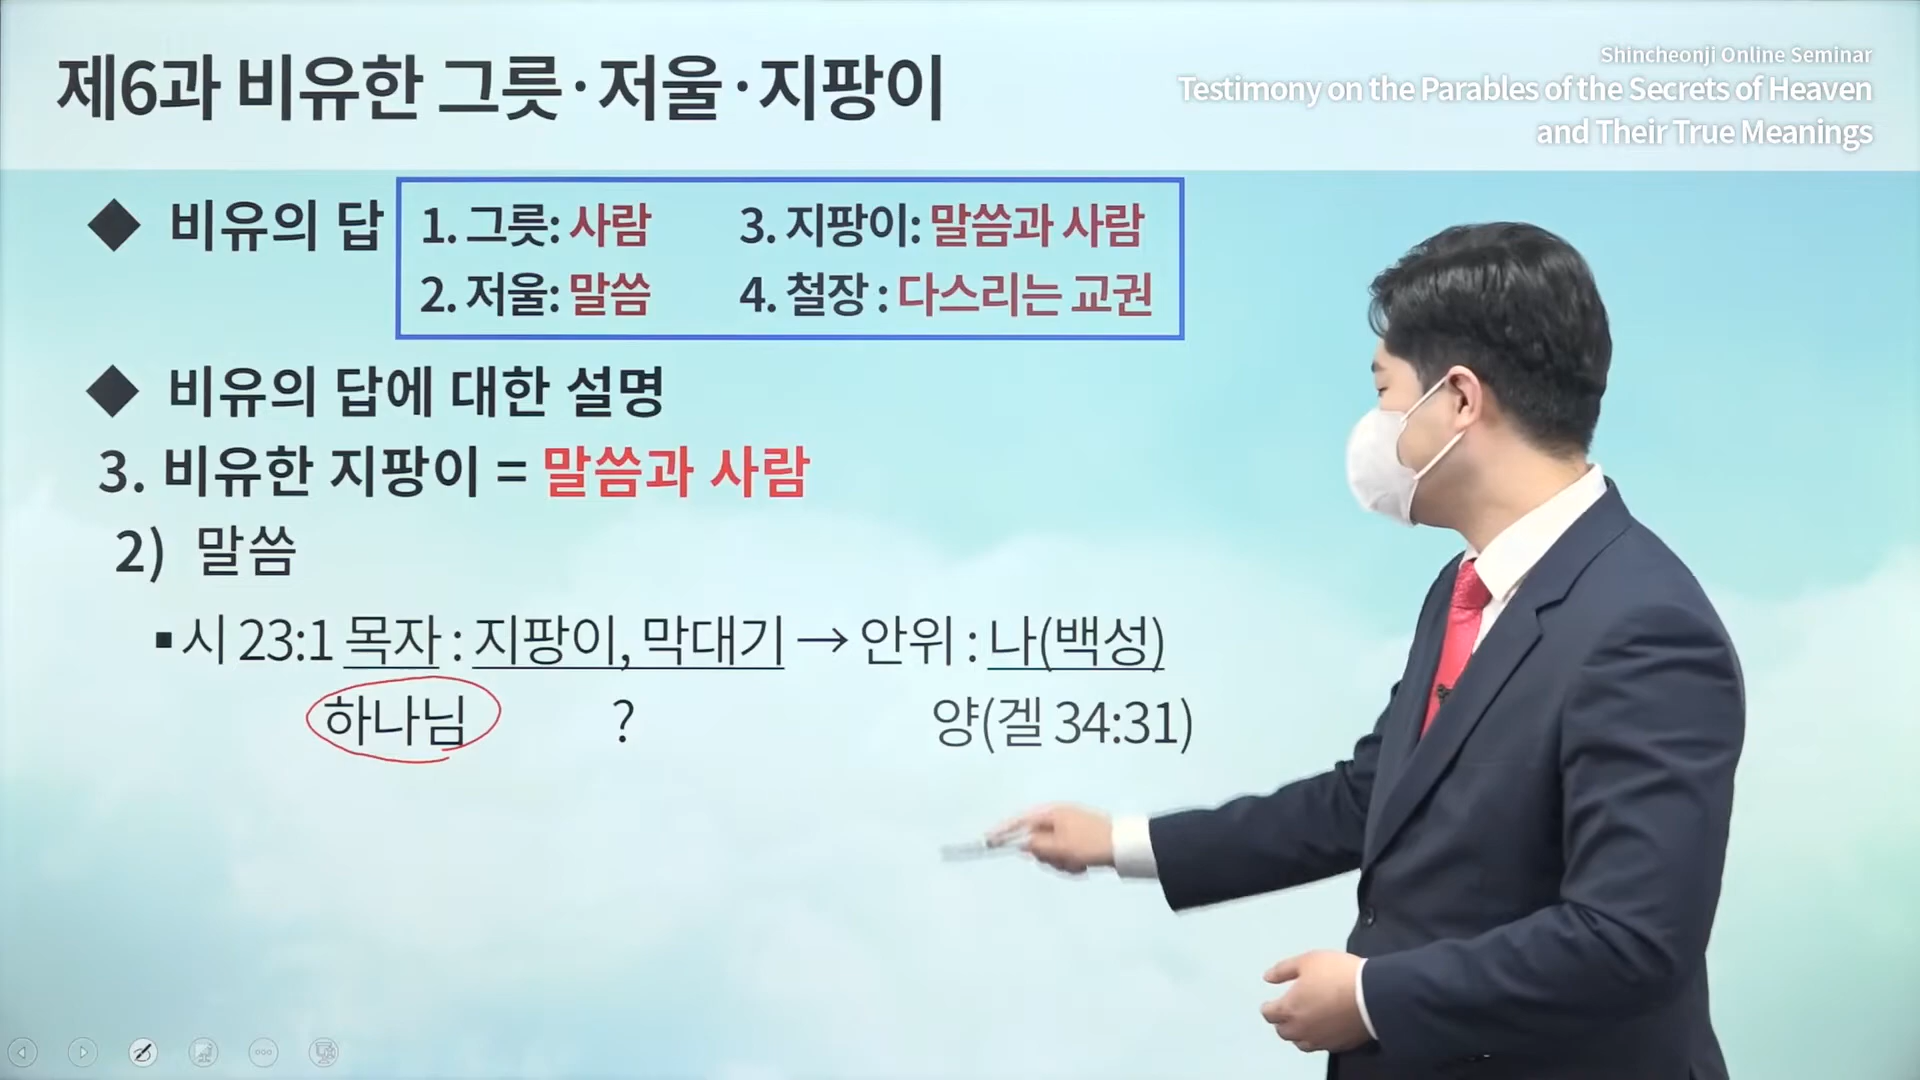 제6과 비유한 그릇·저울·지팡이
Shincheonji Online Seminar
Testimony on the Parables of the Secrets of Heaven
and Their True Meanings
◆ 비유의 답
1. 그릇: 사람
3. 지팡이: 말씀과 사람
2. 저울: 말씀
4. 철장 : 다스리는 교권
◆ 비유의 답에 대한 설명
3. 비유한 지팡이 = 말씀과 사람
2) 말씀
▪시 23:1 목자 : 지팡이, 막대기 → 안위 : 나(백성)
하나님 ? 양(겔 34:31)